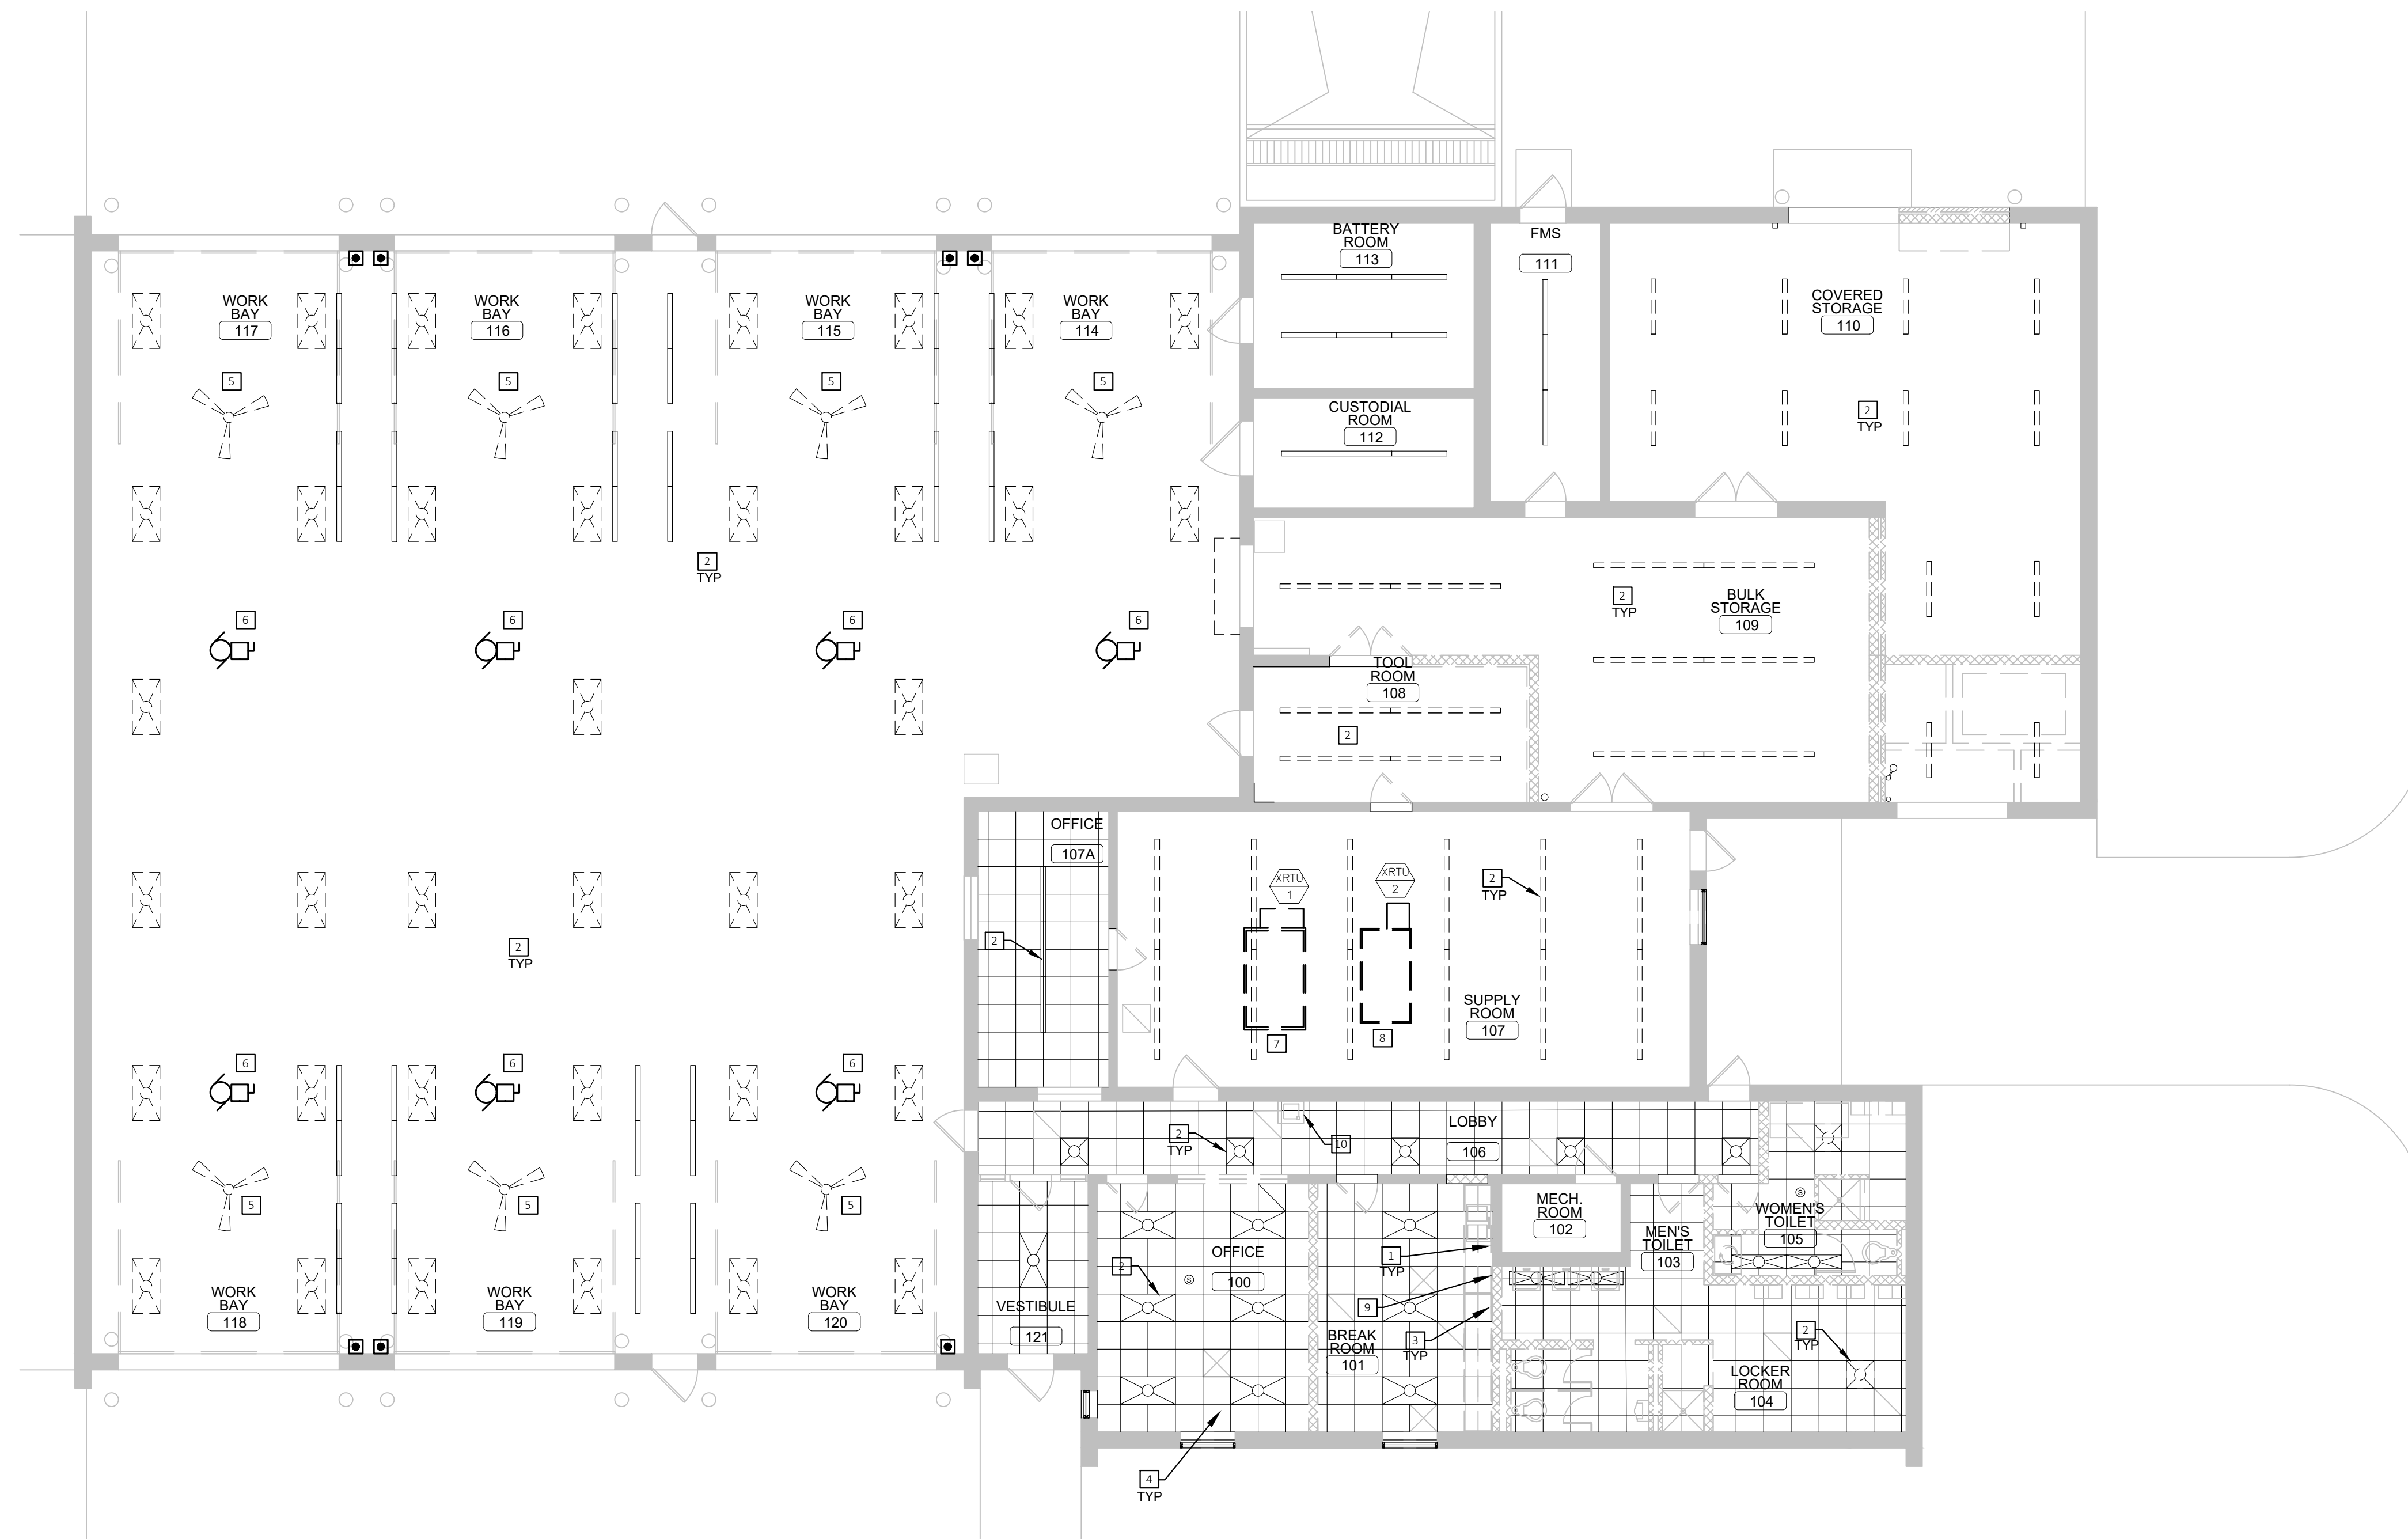 BATTERY
ROOM
113
FMS
111
WORK
BAY
117
WORK
BAY
116
WORK
BAY
115
WORK
BAY
114
COVERED
STORAGE
110
5
5
5
5
CUSTODIAL
ROOM
112
2
TYP
2
TYP
2
TYP
BULK
STORAGE
109
6
6
6
6
TOOL
ROOM
108
2
OFFICE
107A
XRTU
1
XRTU
2
2
TYP
2
2
TYP
SUPPLY
ROOM
107
7
8
6
6
6
2
TYP
10
LOBBY
106
5
5
5
MECH.
ROOM
102
MEN'S
TOILET
103
S
WOMEN'S
TOILET
105
2
S
OFFICE
100
1
TYP
WORK
BAY
118
WORK
BAY
119
WORK
BAY
120
VESTIBULE
121
9
BREAK
ROOM
101
3
TYP
2
TYP
LOCKER
ROOM
104
4
TYP